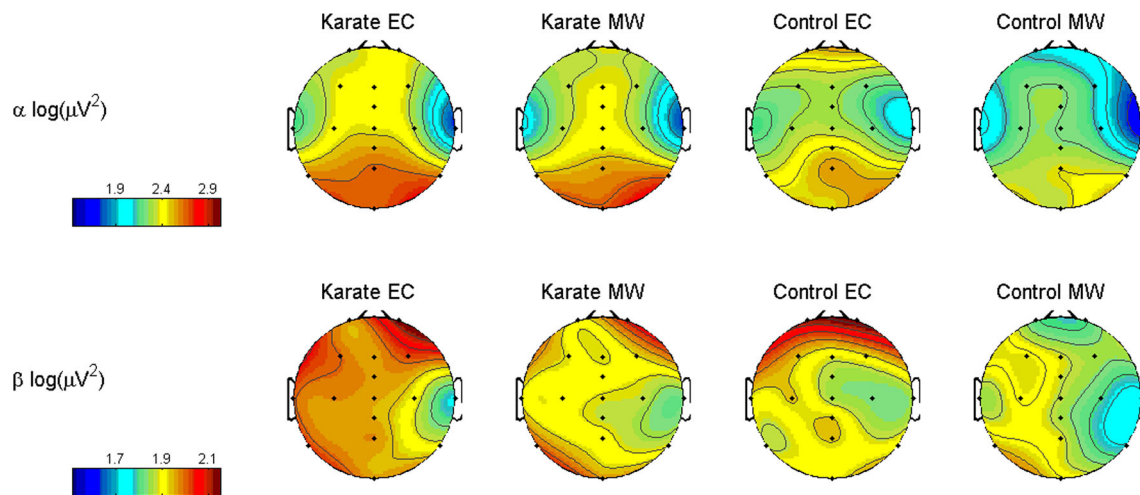 Karate EC Karate MW Control EC Control MW
α log(μV²)
1.9 2.4 2.9
Karate EC Karate MW Control EC Control MW
β log(μV²)
1.7 1.9 2.1